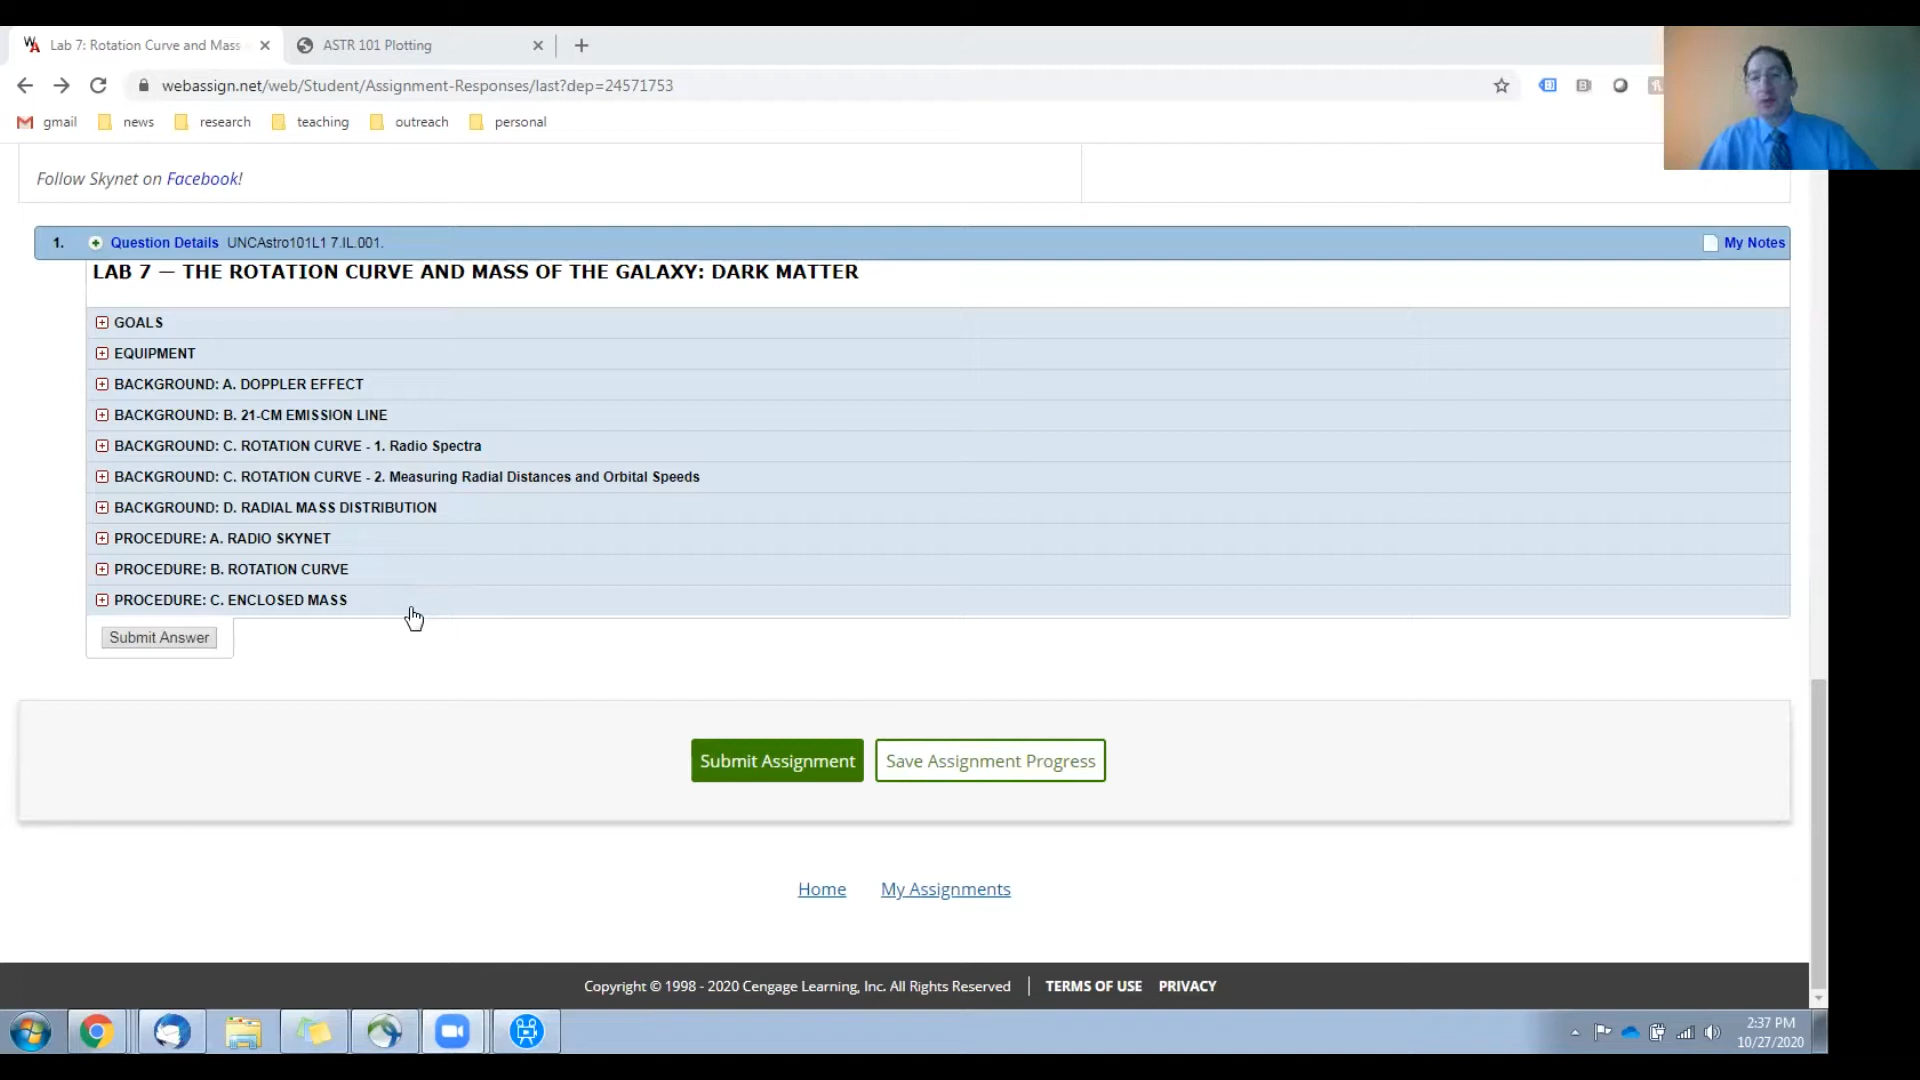 Lab 7: Rotation Curve and Mass
ASTR 101 Plotting
webassign.net/web/Student/Assignment-Responses/last?dep=24571753
gmail news research teaching outreach personal
Follow Skynet on Facebook!
1. Question Details UNCAstro101L1 7.IL.001. My Notes
LAB 7 — THE ROTATION CURVE AND MASS OF THE GALAXY: DARK MATTER
GOALS
EQUIPMENT
BACKGROUND: A. DOPPLER EFFECT
BACKGROUND: B. 21-CM EMISSION LINE
BACKGROUND: C. ROTATION CURVE - 1. Radio Spectra
BACKGROUND: C. ROTATION CURVE - 2. Measuring Radial Distances and Orbital Speeds
BACKGROUND: D. RADIAL MASS DISTRIBUTION
PROCEDURE: A. RADIO SKYNET
PROCEDURE: B. ROTATION CURVE
PROCEDURE: C. ENCLOSED MASS
Submit Answer
Submit Assignment Save Assignment Progress
Home My Assignments
Copyright © 1998 - 2020 Cengage Learning, Inc. All Rights Reserved | TERMS OF USE PRIVACY
2:37 PM
10/27/2020